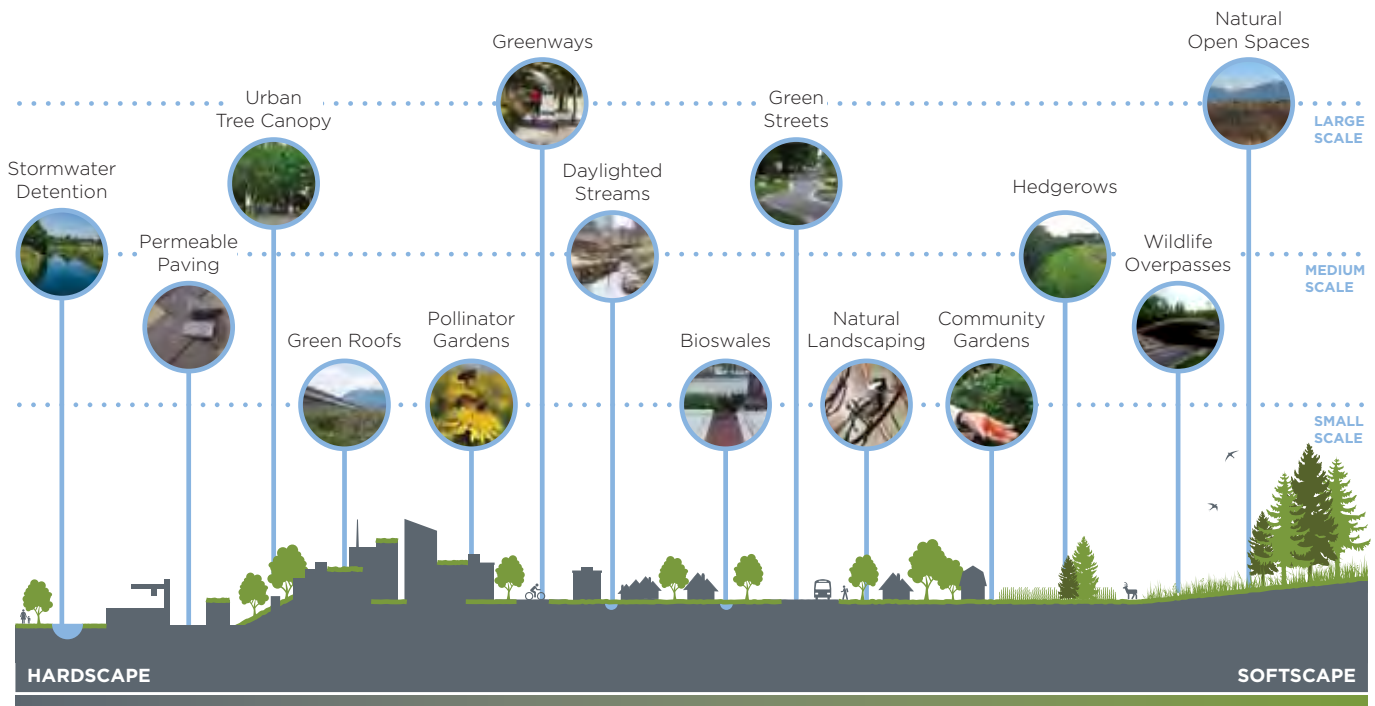 Natural
Open Spaces
Greenways
Urban
Tree Canopy
Green
Streets
LARGE
SCALE
Stormwater
Detention
Daylighted
Streams
Hedgerows
Permeable
Paving
Wildlife
Overpasses
MEDIUM
SCALE
Green Roofs
Pollinator
Gardens
Bioswales
Natural
Landscaping
Community
Gardens
SMALL
SCALE
HARDSCAPE
SOFTSCAPE